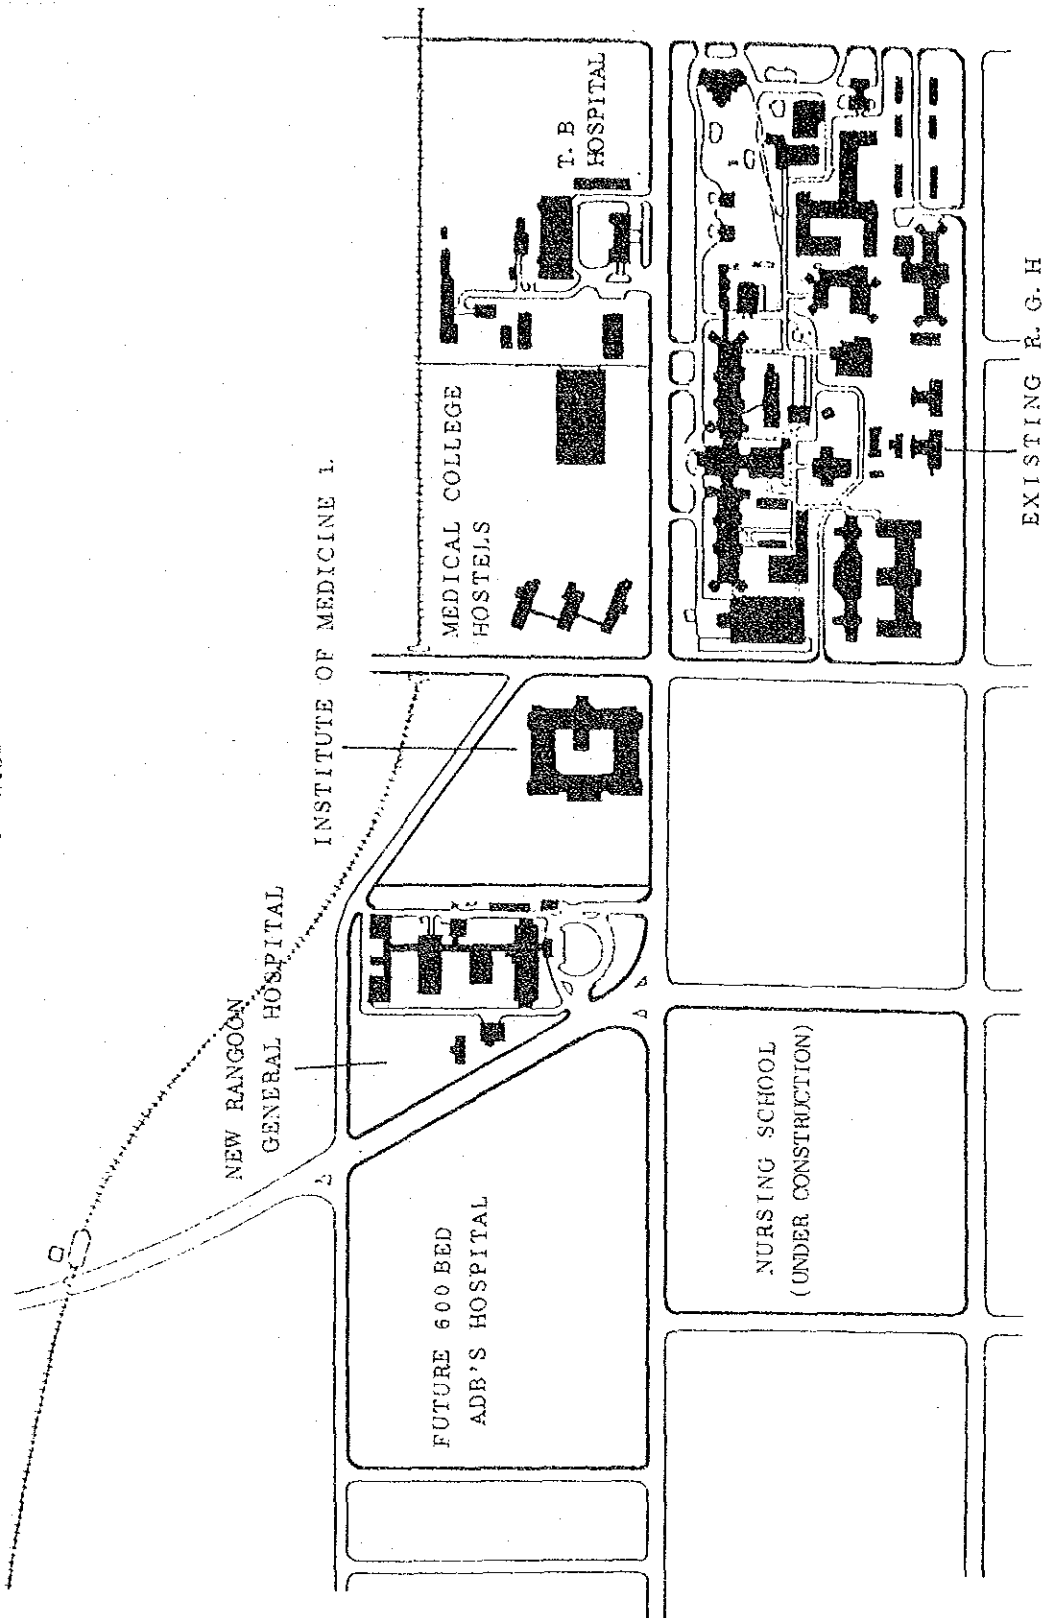 NEW RANGOON
GENERAL HOSPITAL
INSTITUTE OF MEDICINE 1.
MEDICAL COLLEGE
HOSTELS
T.B
HOSPITAL
FUTURE 600 BED
ADB'S HOSPITAL
NURSING SCHOOL
(UNDER CONSTRUCTION)
EXISTING R.G.H